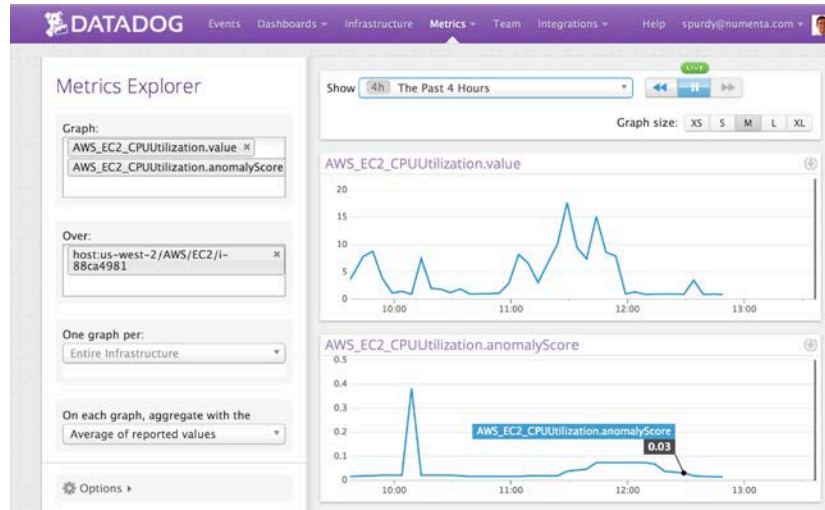 DATADOG Events Dashboards Infrastructure Metrics Team Integrations Help spurdy@numenta.com
Metrics Explorer
Graph:
AWS_EC2_CPUUtilization.value ×
AWS_EC2_CPUUtilization.anomalyScore
Over:
host:us-west-2/AWS/EC2/i- ×
88ca4981
One graph per:
Entire Infrastructure
On each graph, aggregate with the
Average of reported values
Options
LIVE
Show 4h The Past 4 Hours
Graph size: XS S M L XL
AWS_EC2_CPUUtilization.value
20
15
10
5
0
10:00 11:00 12:00 13:00
AWS_EC2_CPUUtilization.anomalyScore
0.5
0.4
0.3
0.2
0.1
0
AWS_EC2_CPUUtilization.anomalyScore
0.03
10:00 11:00 12:00 13:00